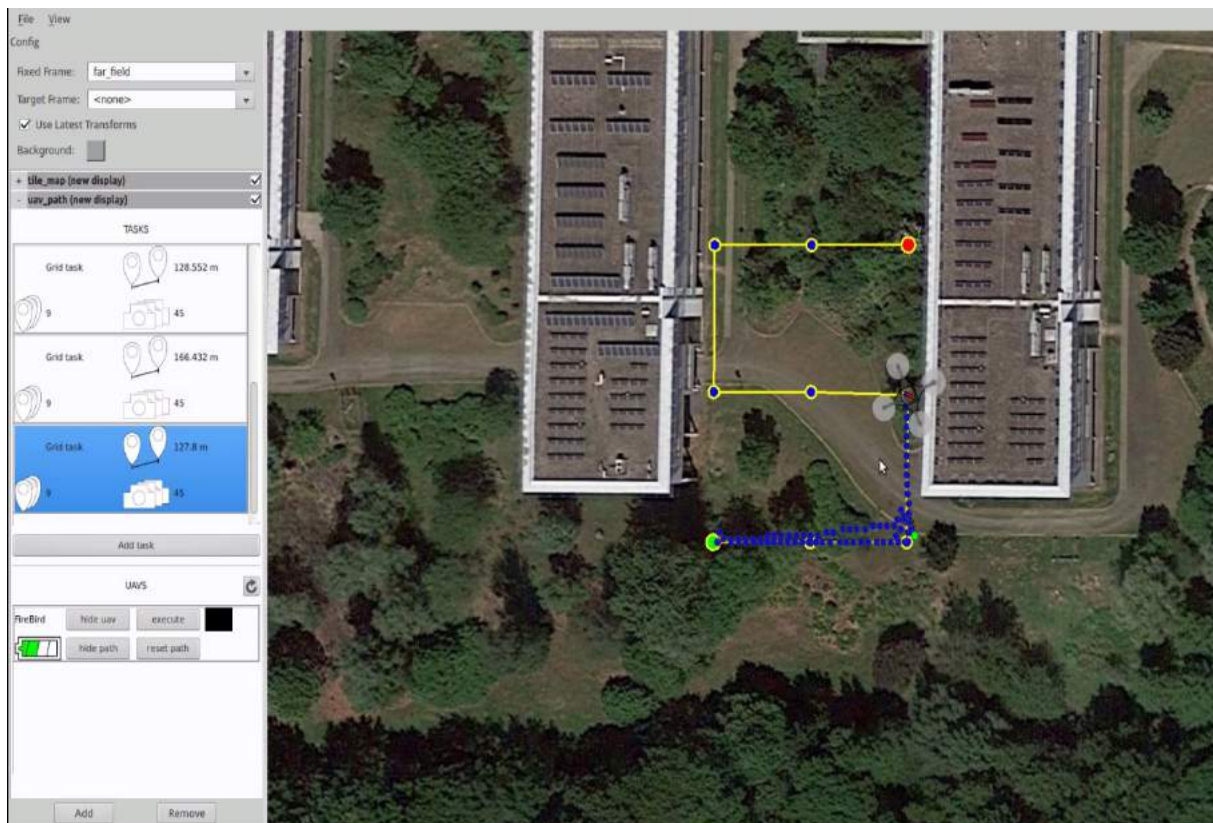 File View
Config
Fixed Frame: far_field
Target Frame: <none>
Use Latest Transforms
Background:
+ tile_map (new display)
- uav_path (new display)
TASKS
Grid task 128.552 m
9 45
Grid task 166.432 m
9 45
Grid task 127.8 m
9 45
Add task
UAVS
FireBird hide uav execute
hide path reset path
Add Remove